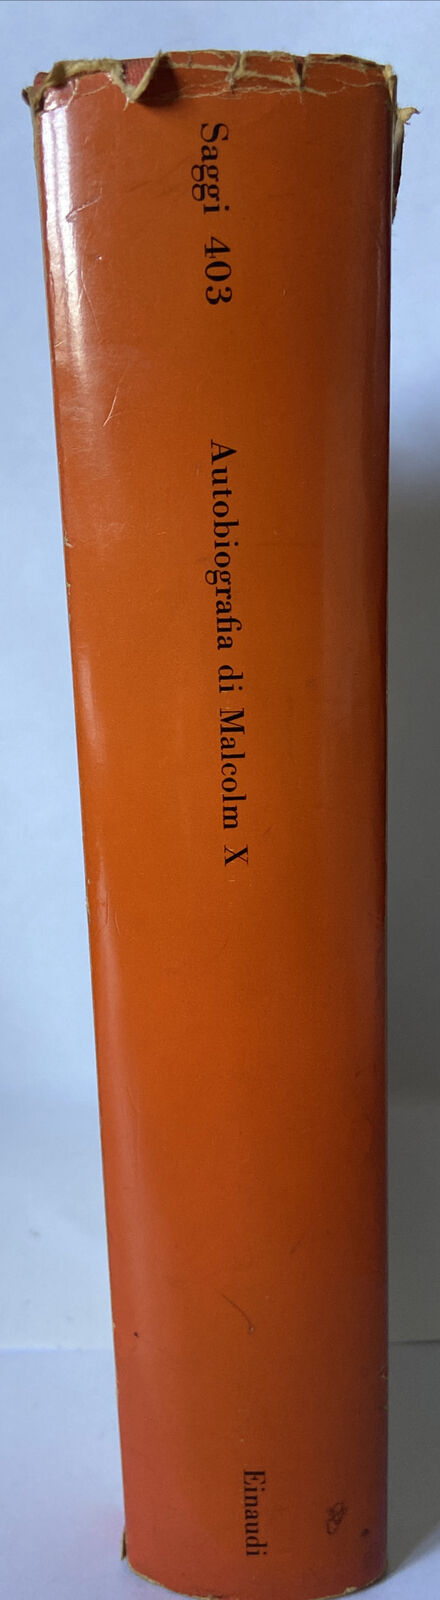 Saggi 403
Autobiografia di Malcolm X
Einaudi